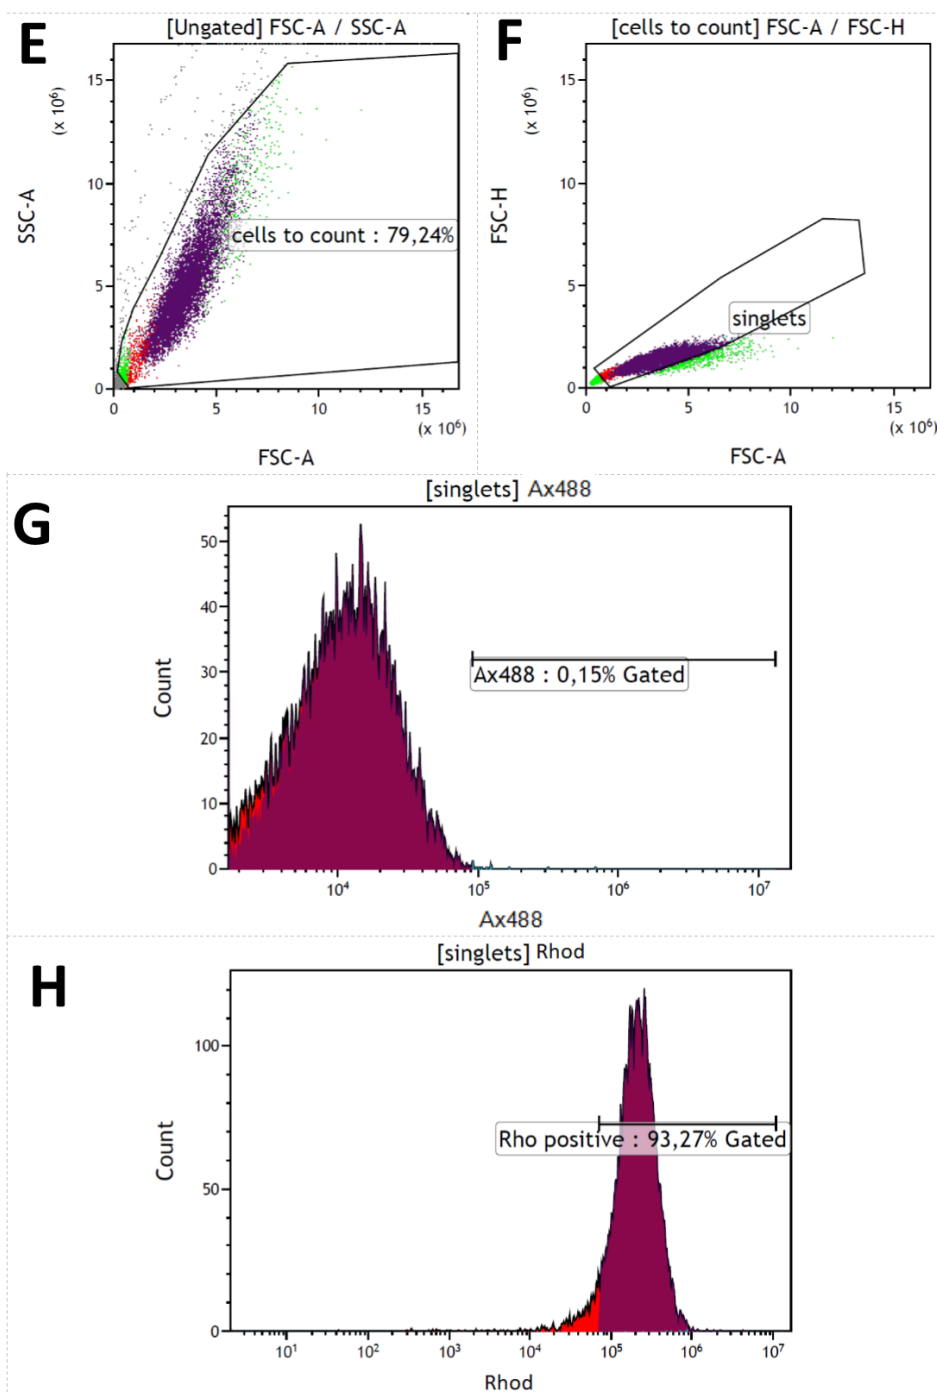 E
[Ungated] FSC-A / SSC-A
(x 10⁶)
15
10
5
0
SSC-A
cells to count : 79,24%
0 5 10 15
(x 10⁶)
FSC-A
F
[cells to count] FSC-A / FSC-H
(x 10⁶)
15
10
5
0
FSC-H
singlets
0 5 10 15
(x 10⁶)
FSC-A
G
[singlets] Ax488
50
40
30
20
10
0
Count
Ax488 : 0,15% Gated
10⁴ 10⁵ 10⁶ 10⁷
Ax488
H
[singlets] Rhod
100
50
0
Count
Rho positive : 93,27% Gated
10¹ 10² 10³ 10⁴ 10⁵ 10⁶ 10⁷
Rhod